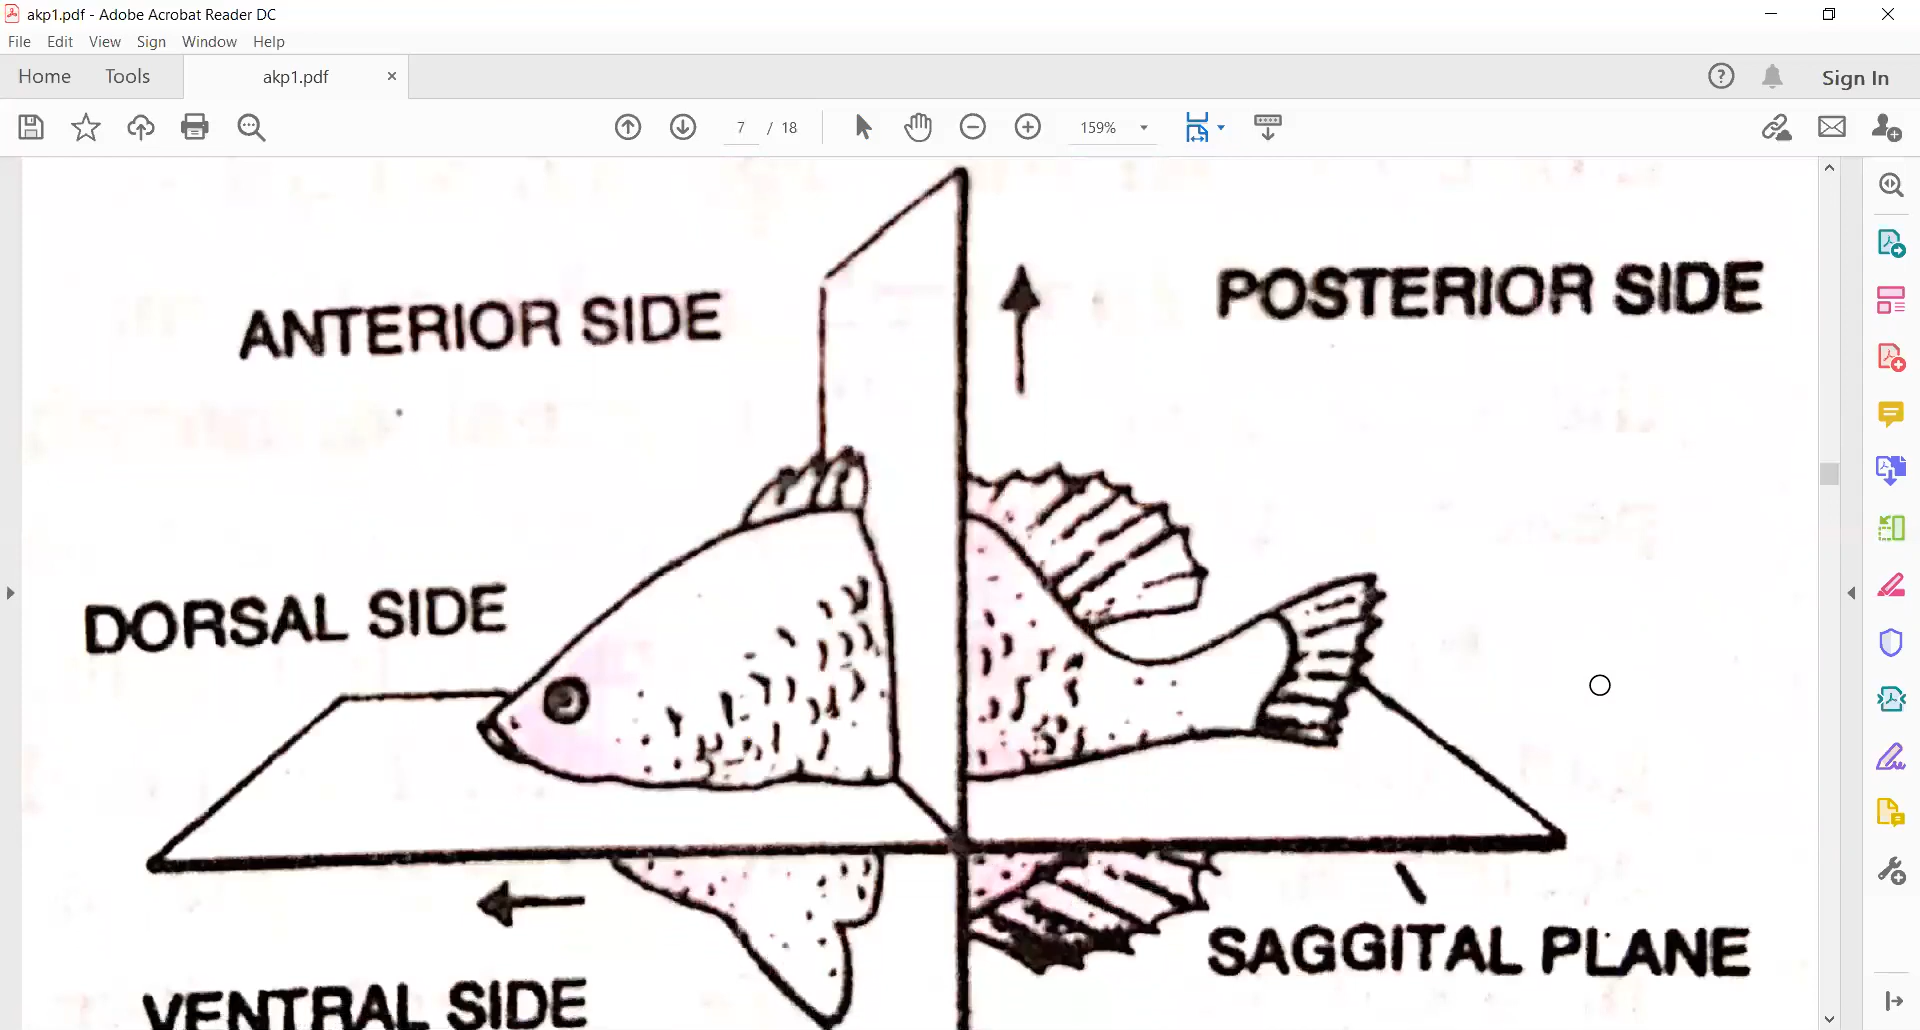 akp1.pdf - Adobe Acrobat Reader DC
File Edit View Sign Window Help
Home Tools akp1.pdf × Sign In
7 / 18 159%
ANTERIOR SIDE
POSTERIOR SIDE
DORSAL SIDE
SAGGITAL PLANE
VENTRAL SIDE